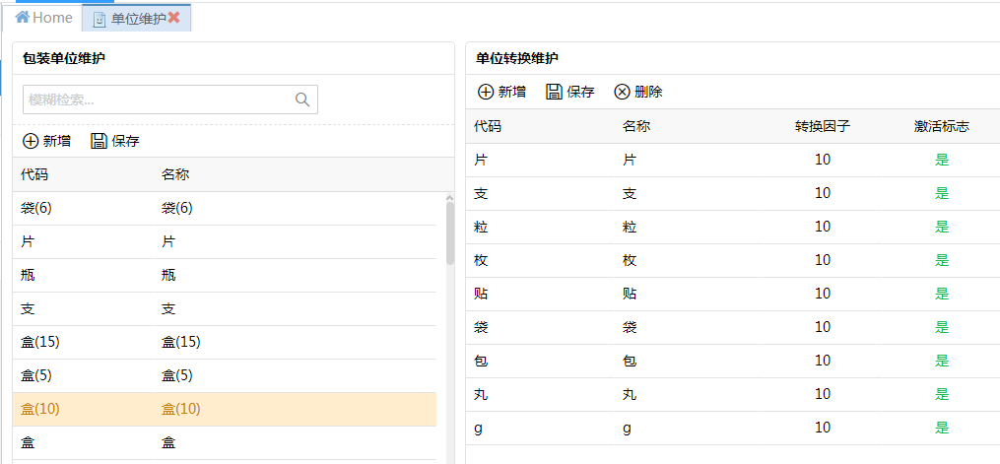 Home 单位维护
包装单位维护
模糊检索...
新增 保存
代码 名称
袋(6) 袋(6)
片 片
瓶 瓶
支 支
盒(15) 盒(15)
盒(5) 盒(5)
盒(10) 盒(10)
盒 盒
单位转换维护
新增 保存 删除
代码 名称 转换因子 激活标志
片 片 10 是
支 支 10 是
粒 粒 10 是
枚 枚 10 是
贴 贴 10 是
袋 袋 10 是
包 包 10 是
丸 丸 10 是
g g 10 是